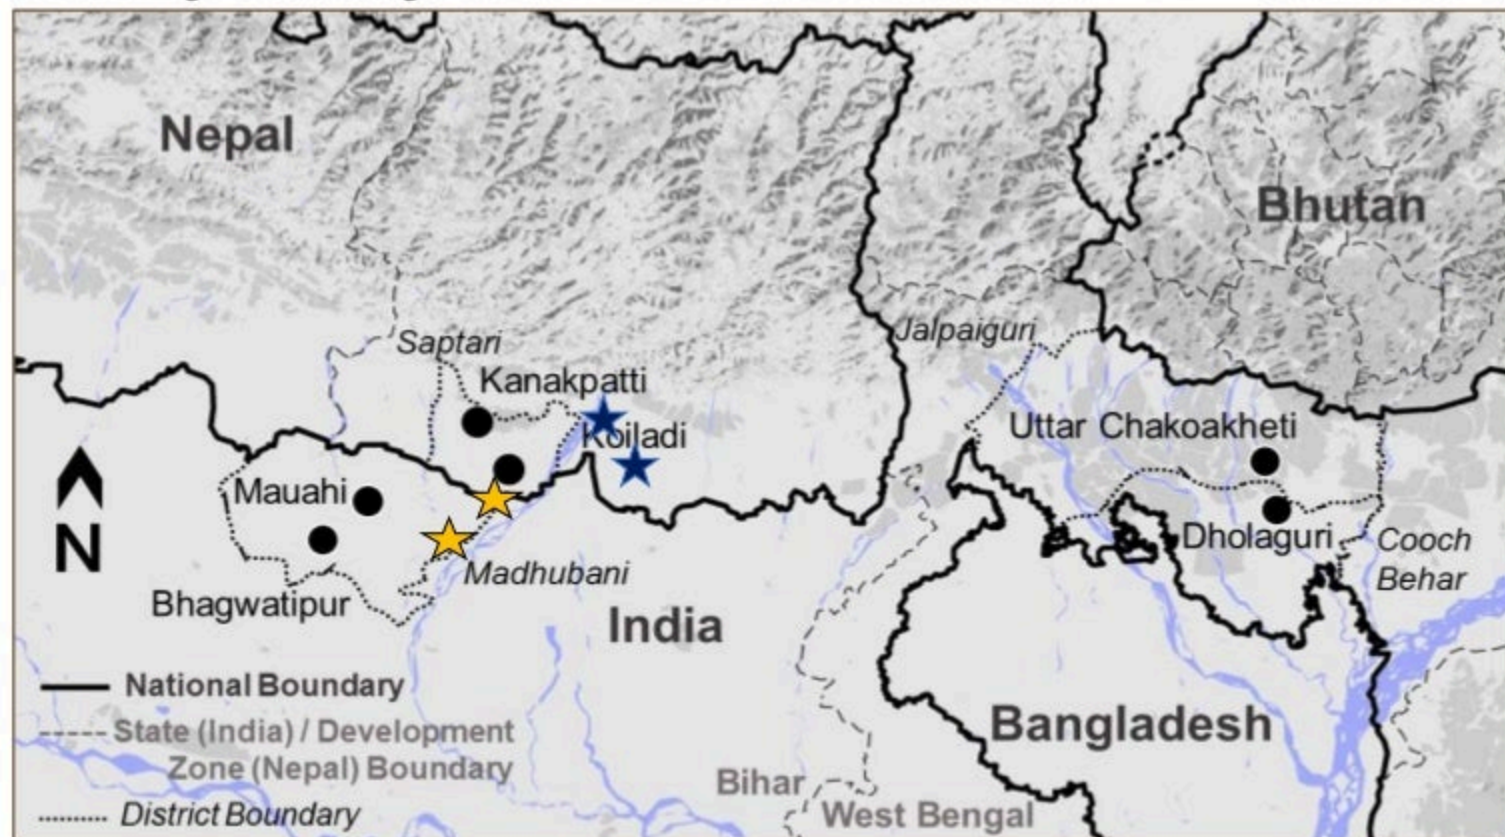 Nepal
Bhutan
Saptari
Jalpaiguri
Kanakpatti
Koiladi
Uttar Chakoakheti
Mauahi
N
Madhubani
Dholaguri
Cooch
Behar
Bhagwatipur
India
National Boundary
State (India) / Development
Zone (Nepal) Boundary
District Boundary
Bangladesh
Bihar
West Bengal